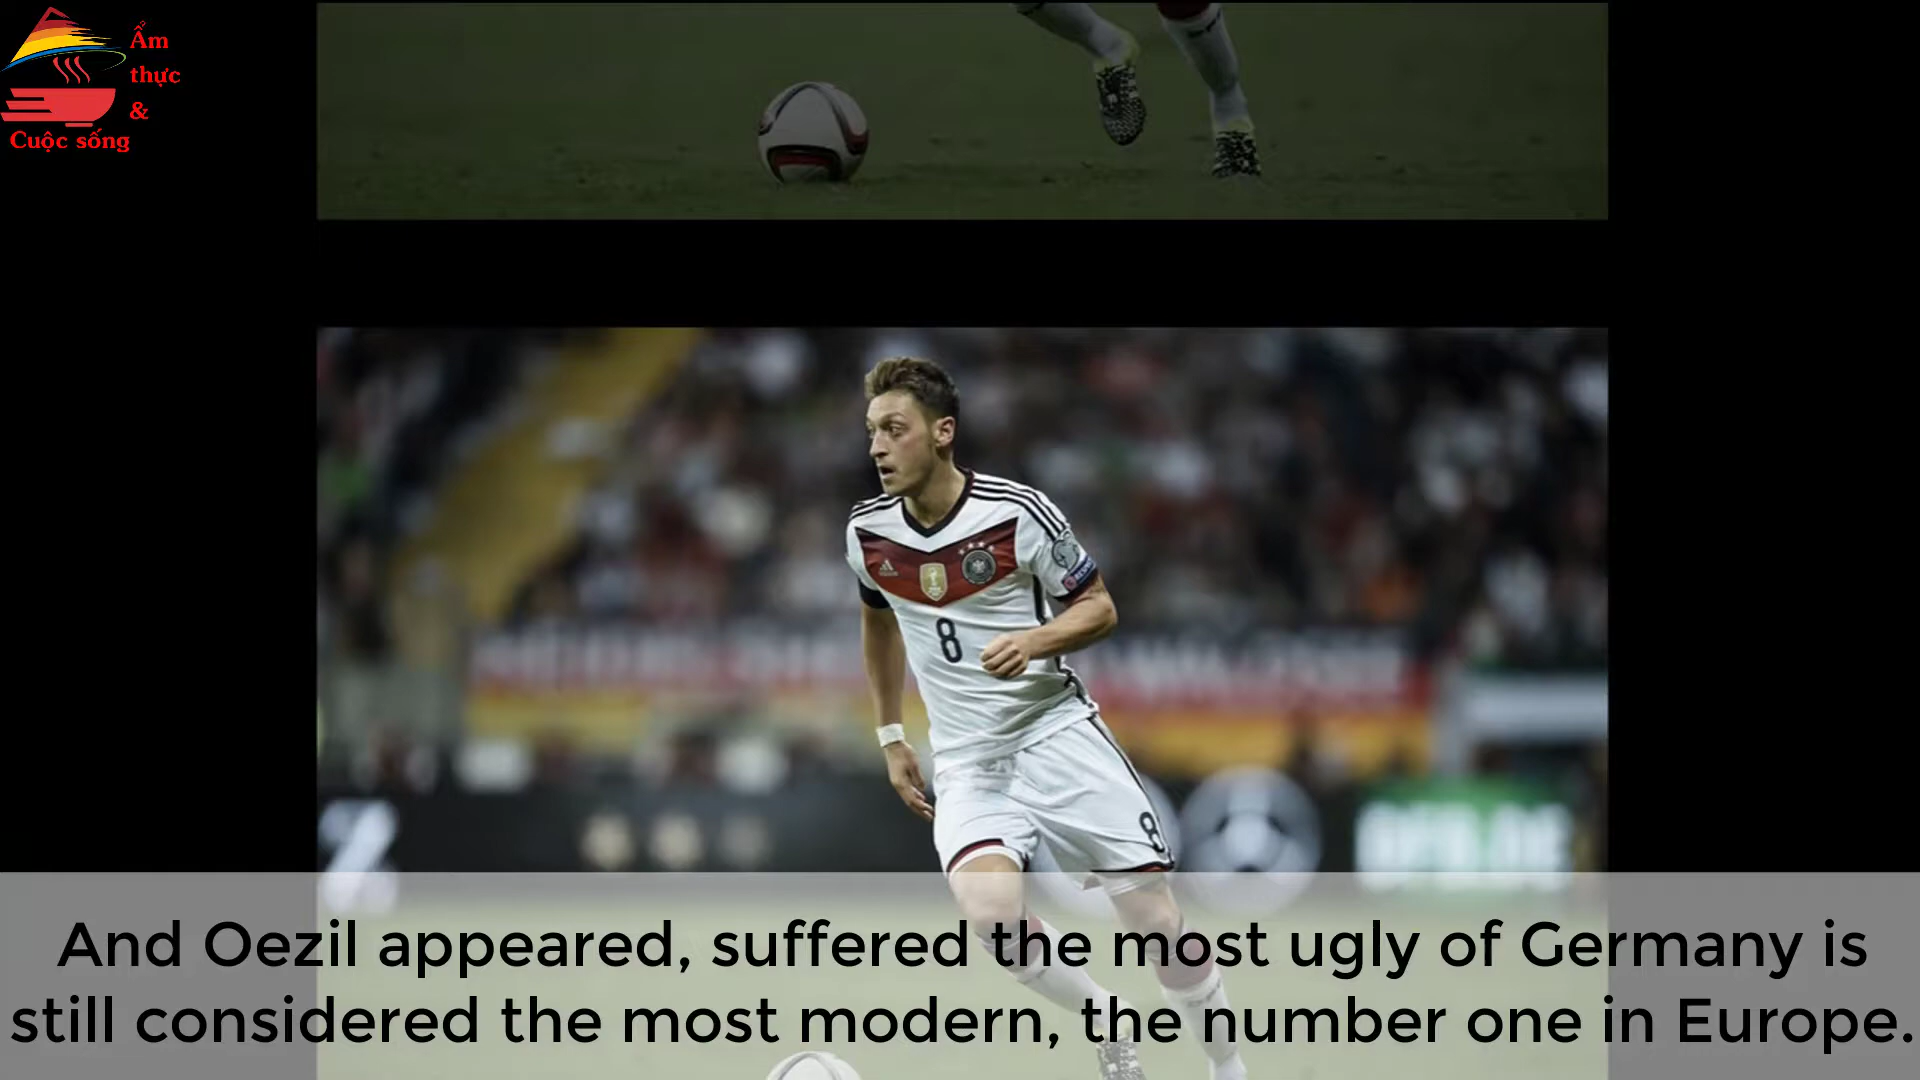 Ẩm
thực
&
Cuộc sống
8
8
And Oezil appeared, suffered the most ugly of Germany is
still considered the most modern, the number one in Europe.